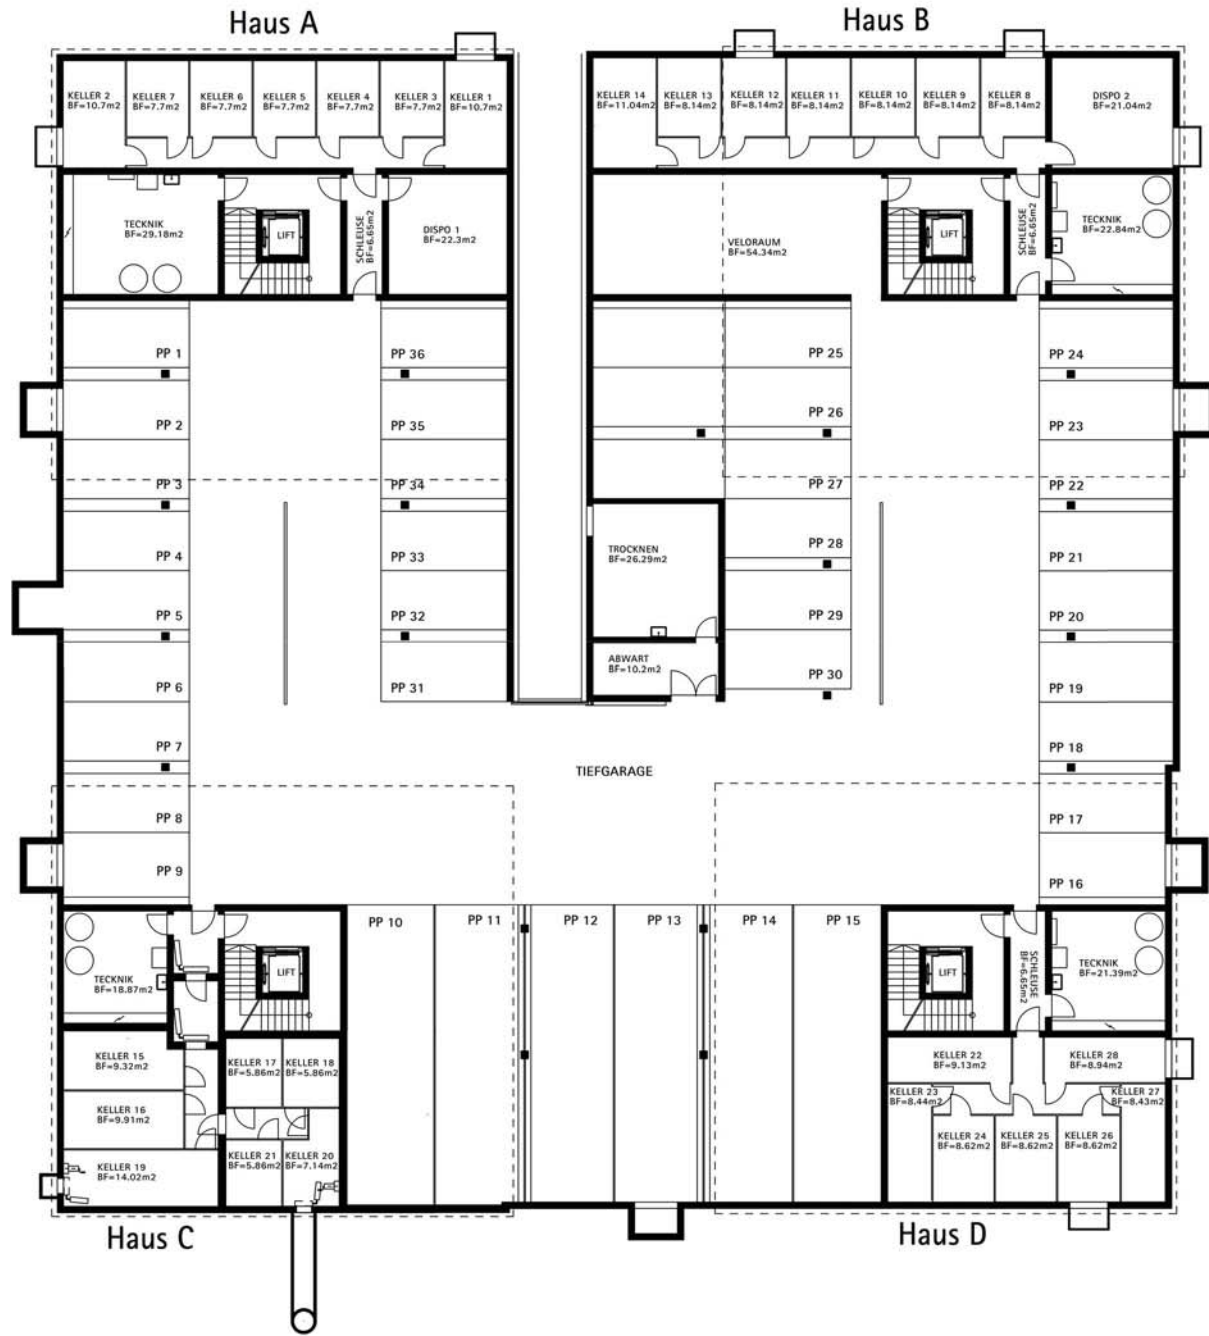 Haus A
Haus B
KELLER 2
BF=10.7m2
KELLER 7
BF=7.7m2
KELLER 6
BF=7.7m2
KELLER 5
BF=7.7m2
KELLER 4
BF=7.7m2
KELLER 3
BF=7.7m2
KELLER 1
BF=10.7m2
KELLER 14
BF=11.04m2
KELLER 13
BF=8.14m2
KELLER 12
BF=8.14m2
KELLER 11
BF=8.14m2
KELLER 10
BF=8.14m2
KELLER 9
BF=8.14m2
KELLER 8
BF=8.14m2
DISPO 2
BF=21.04m2
TECKNIK
BF=29.18m2
LIFT
SCHLEUSE
BF=6.65m2
DISPO 1
BF=22.3m2
VELORAUM
BF=54.34m2
LIFT
SCHLEUSE
BF=6.65m2
TECKNIK
BF=22.84m2
PP 1
PP 36
PP 25
PP 24
PP 2
PP 35
PP 26
PP 23
PP 3
PP 34
PP 27
PP 22
PP 4
PP 33
TROCKNEN
BF=26.29m2
PP 28
PP 21
PP 5
PP 32
PP 29
PP 20
PP 6
PP 31
ABWART
BF=10.2m2
PP 30
PP 19
PP 7
PP 18
TIEFGARAGE
PP 8
PP 17
PP 9
PP 16
PP 10
PP 11
PP 12
PP 13
PP 14
PP 15
TECKNIK
BF=18.87m2
LIFT
LIFT
SCHLEUSE
BF=6.65m2
TECKNIK
BF=21.39m2
KELLER 15
BF=9.32m2
KELLER 17
BF=5.86m2
KELLER 18
BF=5.86m2
KELLER 22
BF=9.13m2
KELLER 28
BF=8.94m2
KELLER 16
BF=9.91m2
KELLER 23
BF=8.44m2
KELLER 27
BF=8.43m2
KELLER 19
BF=14.02m2
KELLER 21
BF=5.86m2
KELLER 20
BF=7.14m2
KELLER 24
BF=8.62m2
KELLER 25
BF=8.62m2
KELLER 26
BF=8.62m2
Haus C
Haus D